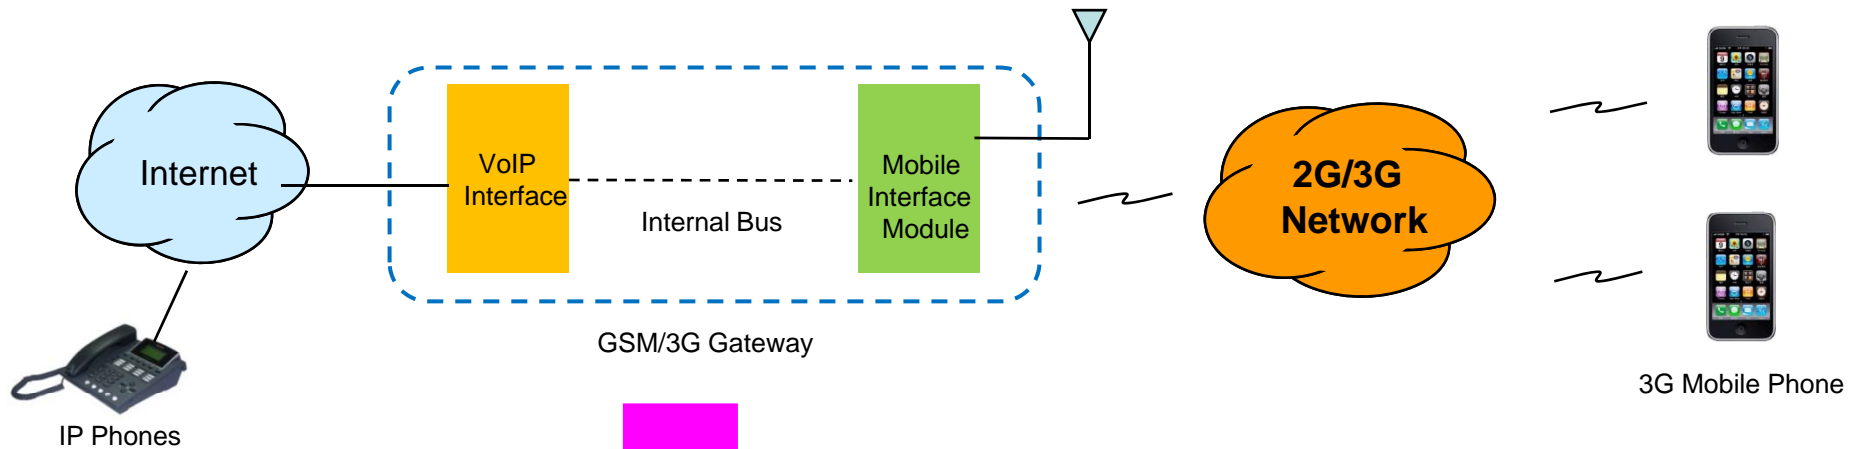 Internet
VoIP
Interface
Internal Bus
Mobile
Interface
Module
2G/3G
Network
GSM/3G Gateway
IP Phones
3G Mobile Phone